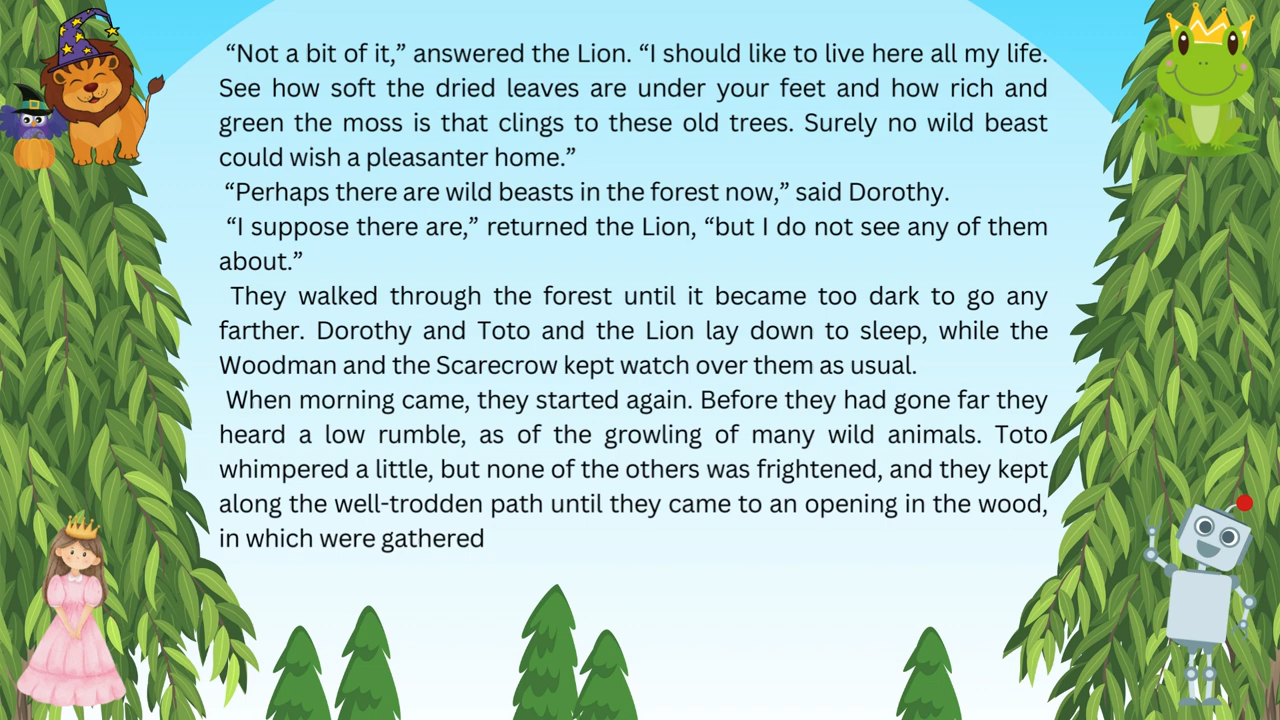 “Not a bit of it,” answered the Lion. “I should like to live here all my life.
See how soft the dried leaves are under your feet and how rich and
green the moss is that clings to these old trees. Surely no wild beast
could wish a pleasanter home.”
“Perhaps there are wild beasts in the forest now,” said Dorothy.
“I suppose there are,” returned the Lion, “but I do not see any of them
about.”
They walked through the forest until it became too dark to go any
farther. Dorothy and Toto and the Lion lay down to sleep, while the
Woodman and the Scarecrow kept watch over them as usual.
When morning came, they started again. Before they had gone far they
heard a low rumble, as of the growling of many wild animals. Toto
whimpered a little, but none of the others was frightened, and they kept
along the well-trodden path until they came to an opening in the wood,
in which were gathered